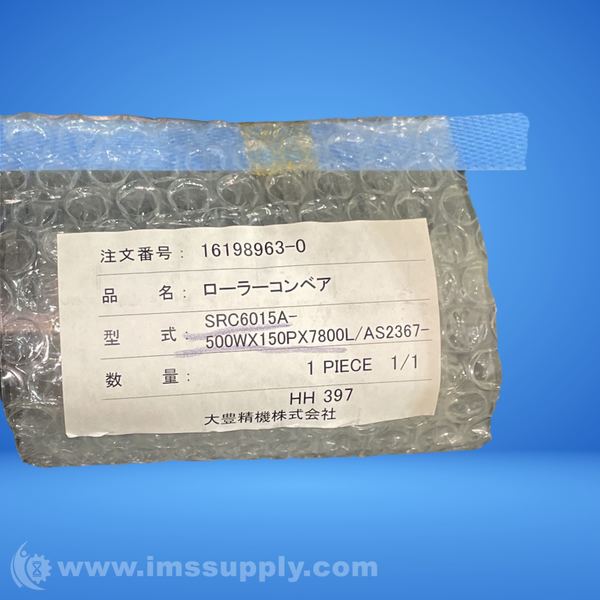 注文番号: 16198963-0
品 名: ローラーコンベア
型 式: SRC6015A-
500WX150PX7800L/AS2367-
数 量: 1 PIECE 1/1
HH 397
大豊精機株式会社
www.imssupply.com